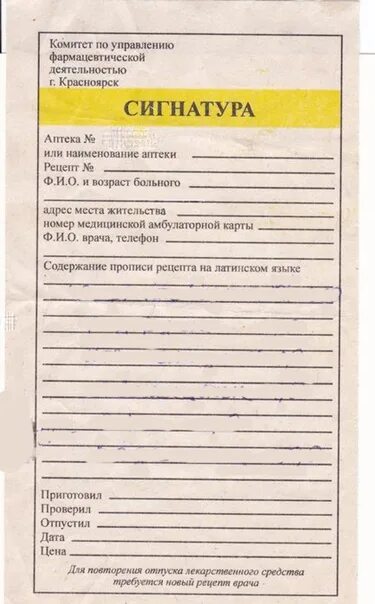 Комитет по управлению
фармацевтической
деятельностью
г. Красноярск
СИГНАТУРА
Аптека №
или наименование аптеки
Рецепт №
Ф.И.О. и возраст больного
адрес места жительства
номер медицинской амбулаторной карты
Ф.И.О. врача, телефон
Содержание прописи рецепта на латинском языке
Приготовил
Проверил
Отпустил
Дата
Цена
Для повторения отпуска лекарственного средства
требуется новый рецепт врача